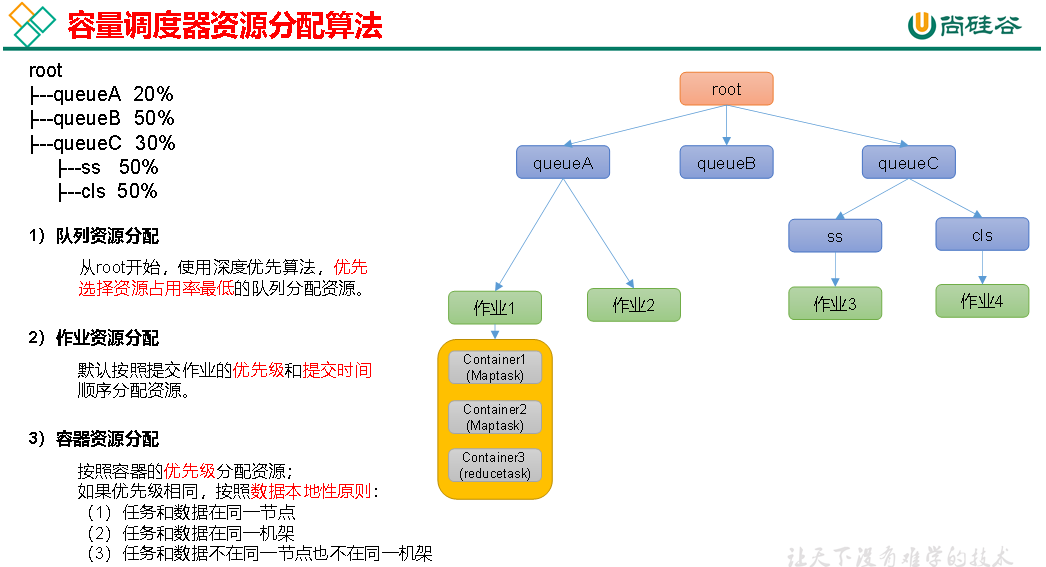 容量调度器资源分配算法
尚硅谷
root
├---queueA 20%
├---queueB 50%
├---queueC 30%
├---ss 50%
├---cls 50%
1）队列资源分配
从root开始，使用深度优先算法，优先
选择资源占用率最低的队列分配资源。
2）作业资源分配
默认按照提交作业的优先级和提交时间
顺序分配资源。
3）容器资源分配
按照容器的优先级分配资源；
如果优先级相同，按照数据本地性原则：
（1）任务和数据在同一节点
（2）任务和数据在同一机架
（3）任务和数据不在同一节点也不在同一机架
root
queueA
queueB
queueC
ss
cls
作业1
作业2
作业3
作业4
Container1
(Maptask)
Container2
(Maptask)
Container3
(reducetask)
让天下没有难学的技术